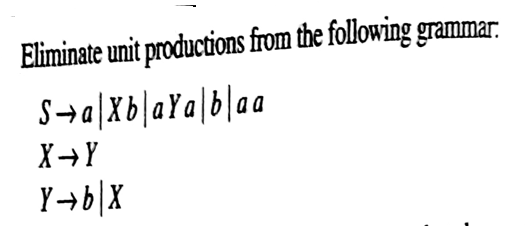 Eliminate unit productions from the following grammar:
S→a|Xb|aYa|b|aa
X→Y
Y→b|X